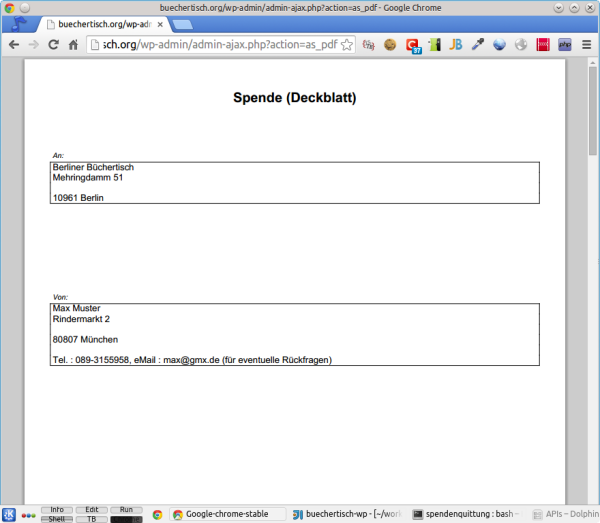 buechertisch.org/wp-admin/admin-ajax.php?action=as_pdf - Google Chrome
buechertisch.org/wp-adm
sch.org/wp-admin/admin-ajax.php?action=as_pdf
JB
php
Spende (Deckblatt)
An:
Berliner Büchertisch
Mehringdamm 51
10961 Berlin
Von:
Max Muster
Rindermarkt 2
80807 München
Tel. : 089-3155958, eMail : max@gmx.de (für eventuelle Rückfragen)
Info Edit Run
Shell TB
Google-chrome-stable
buechertisch-wp - [~/work
spendenquittung : bash –
APIs – Dolphin